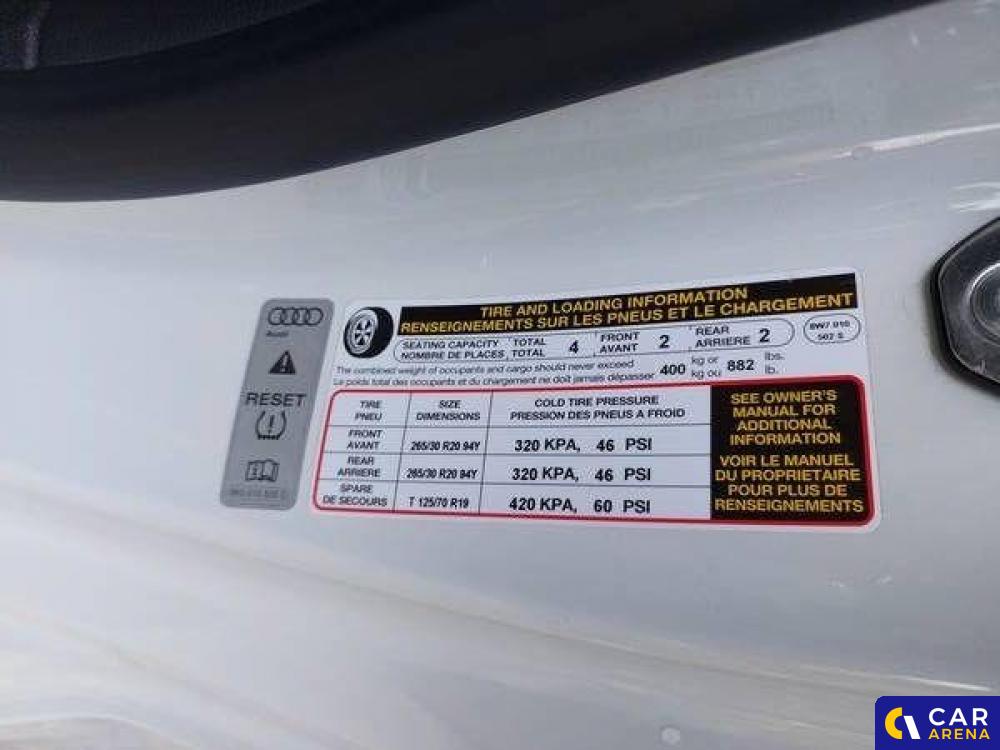 Audi
RESET
TIRE AND LOADING INFORMATION
RENSEIGNEMENTS SUR LES PNEUS ET LE CHARGEMENT
SEATING CAPACITY TOTAL 4 FRONT 2 REAR 2
NOMBRE DE PLACES TOTAL AVANT ARRIERE
8W7 010
502 S
The combined weight of occupants and cargo should never exceed 400 kg or 882 lbs.
Le poids total des occupants et du chargement ne doit jamais dépasser kg ou lb.
TIRE SIZE COLD TIRE PRESSURE
PNEU DIMENSIONS PRESSION DES PNEUS A FROID
FRONT
AVANT 265/30 R20 94Y 320 KPA, 46 PSI
REAR
ARRIERE 265/30 R20 94Y 320 KPA, 46 PSI
SPARE
DE SECOURS T 125/70 R19 420 KPA, 60 PSI
SEE OWNER'S
MANUAL FOR
ADDITIONAL
INFORMATION
VOIR LE MANUEL
DU PROPRIETAIRE
POUR PLUS DE
RENSEIGNEMENTS
CAR
ARENA